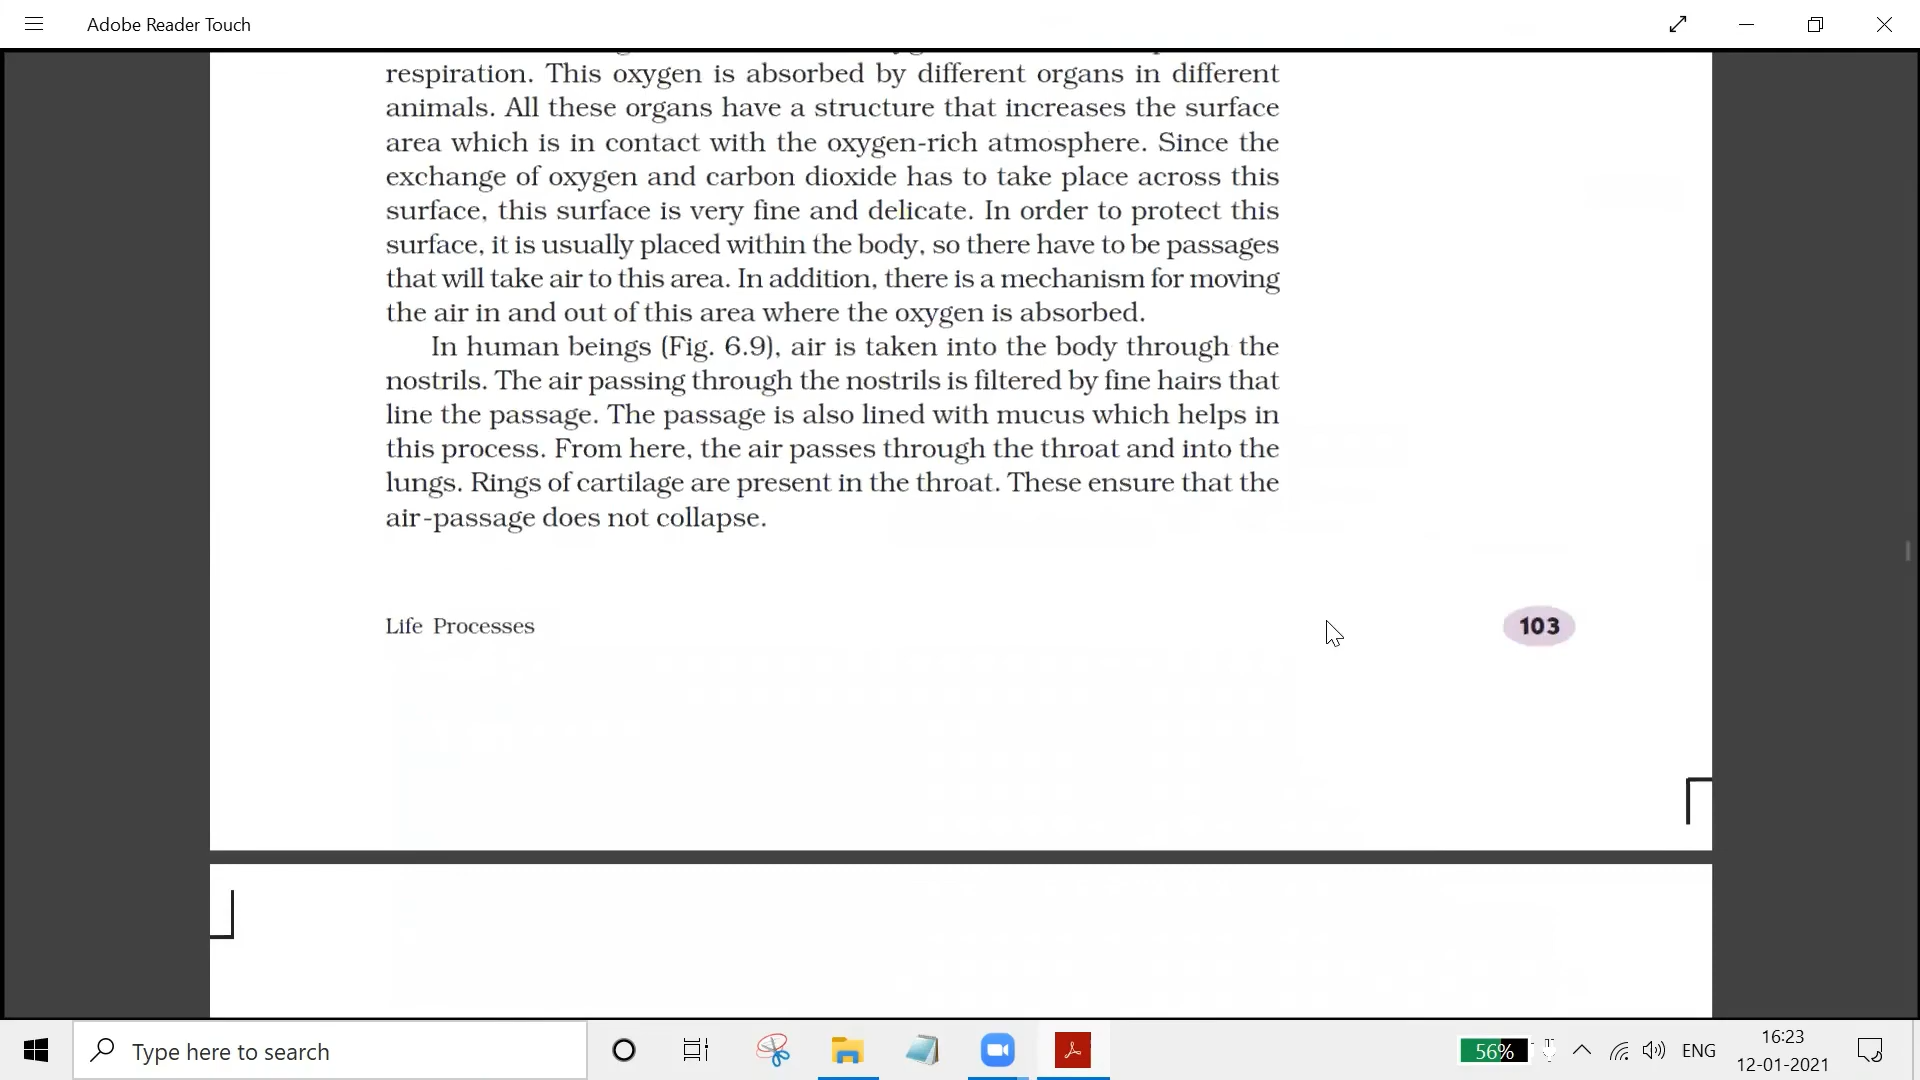 Adobe Reader Touch
respiration. This oxygen is absorbed by different organs in different
animals. All these organs have a structure that increases the surface
area which is in contact with the oxygen-rich atmosphere. Since the
exchange of oxygen and carbon dioxide has to take place across this
surface, this surface is very fine and delicate. In order to protect this
surface, it is usually placed within the body, so there have to be passages
that will take air to this area. In addition, there is a mechanism for moving
the air in and out of this area where the oxygen is absorbed.
In human beings (Fig. 6.9), air is taken into the body through the
nostrils. The air passing through the nostrils is filtered by fine hairs that
line the passage. The passage is also lined with mucus which helps in
this process. From here, the air passes through the throat and into the
lungs. Rings of cartilage are present in the throat. These ensure that the
air-passage does not collapse.
Life Processes
103
Type here to search
56%
ENG
16:23
12-01-2021